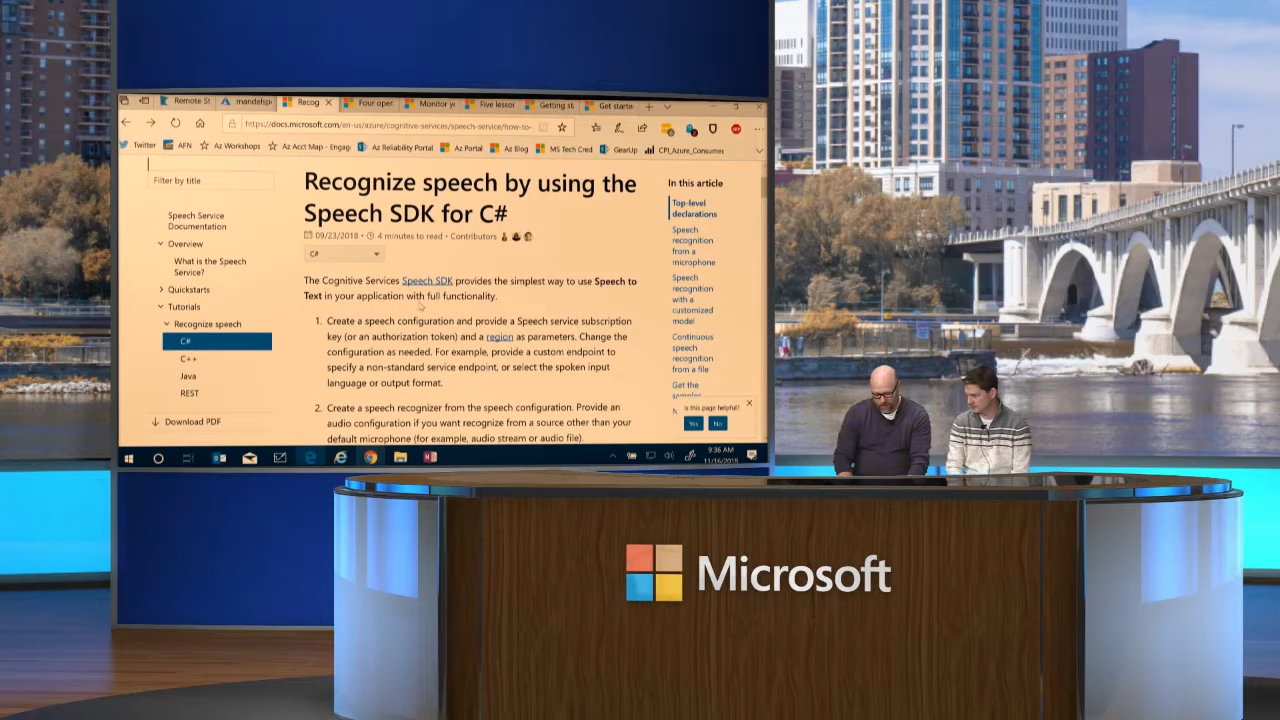 Remote St
mandelsp
Recog
Four oper
Monitor y
Five lesso
Getting st
Get starte
https://docs.microsoft.com/en-us/azure/cognitive-services/speech-service/how-to-
Twitter
AFN
Az Workshops
Az Acct Map - Engag
Az Reliability Portal
Az Portal
Az Blog
MS Tech Cred
GearUp
CPI_Azure_Consumec
Filter by title
Speech Service
Documentation
Overview
What is the Speech
Service?
Quickstarts
Tutorials
Recognize speech
C#
C++
Java
REST
Download PDF
Recognize speech by using the
Speech SDK for C#
09/23/2018 • 4 minutes to read • Contributors
C#
The Cognitive Services Speech SDK provides the simplest way to use Speech to
Text in your application with full functionality.
1. Create a speech configuration and provide a Speech service subscription
key (or an authorization token) and a region as parameters. Change the
configuration as needed. For example, provide a custom endpoint to
specify a non-standard service endpoint, or select the spoken input
language or output format.
2. Create a speech recognizer from the speech configuration. Provide an
audio configuration if you want recognize from a source other than your
default microphone (for example, audio stream or audio file).
In this article
Top-level
declarations
Speech
recognition
from a
microphone
Speech
recognition
with a
customized
model
Continuous
speech
recognition
from a file
Get the
Is this page helpful?
Yes
No
9:36 AM
11/16/2018
Microsoft